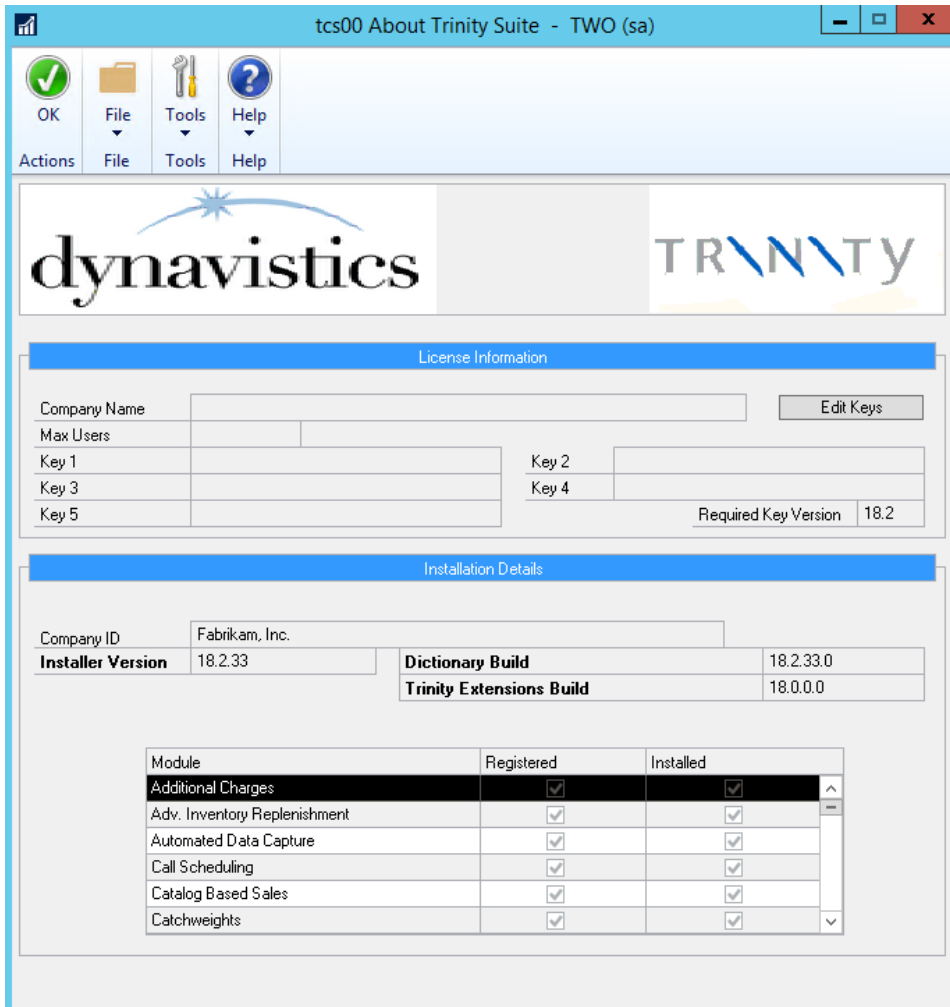 tcs00 About Trinity Suite - TWO (sa)
OK File Tools Help
Actions File Tools Help
dynavistics TRINITY
License Information
Company Name Edit Keys
Max Users
Key 1 Key 2
Key 3 Key 4
Key 5 Required Key Version 18.2
Installation Details
Company ID Fabrikam, Inc.
Installer Version 18.2.33 Dictionary Build 18.2.33.0
Trinity Extensions Build 18.0.0.0
Module Registered Installed
Additional Charges
Adv. Inventory Replenishment
Automated Data Capture
Call Scheduling
Catalog Based Sales
Catchweights